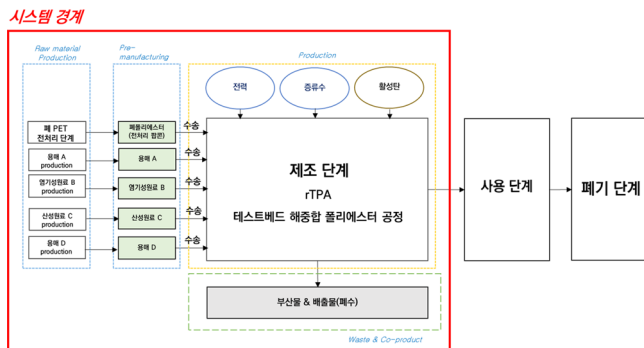 시스템 경계
Raw material
Production
Pre-
manufacturing
Production
전력
증류수
활성탄
폐 PET
전처리 단계
폐폴리에스터
(전처리 팝콘)
수송
용매 A
production
용매 A
수송
염기성원료 B
production
염기성원료 B
수송
산성원료 C
production
산성원료 C
수송
용매 D
production
용매 D
수송
제조 단계
rTPA
테스트베드 해중합 폴리에스터 공정
사용 단계
폐기 단계
부산물 & 배출물(폐수)
Waste & Co-product